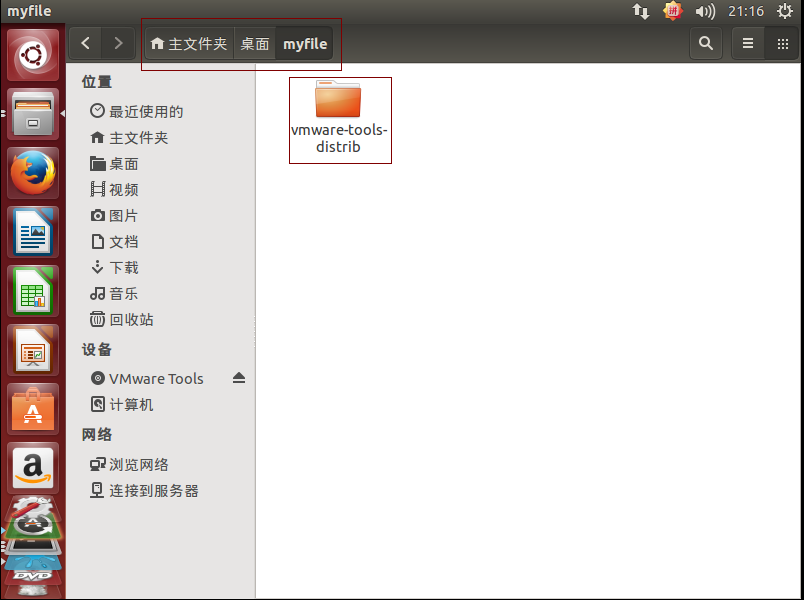 myfile
拼
21:16
主文件夹
桌面
myfile
位置
最近使用的
主文件夹
桌面
视频
图片
文档
下载
音乐
回收站
设备
VMware Tools
计算机
网络
浏览网络
连接到服务器
vmware-tools-
distrib
a
DVD